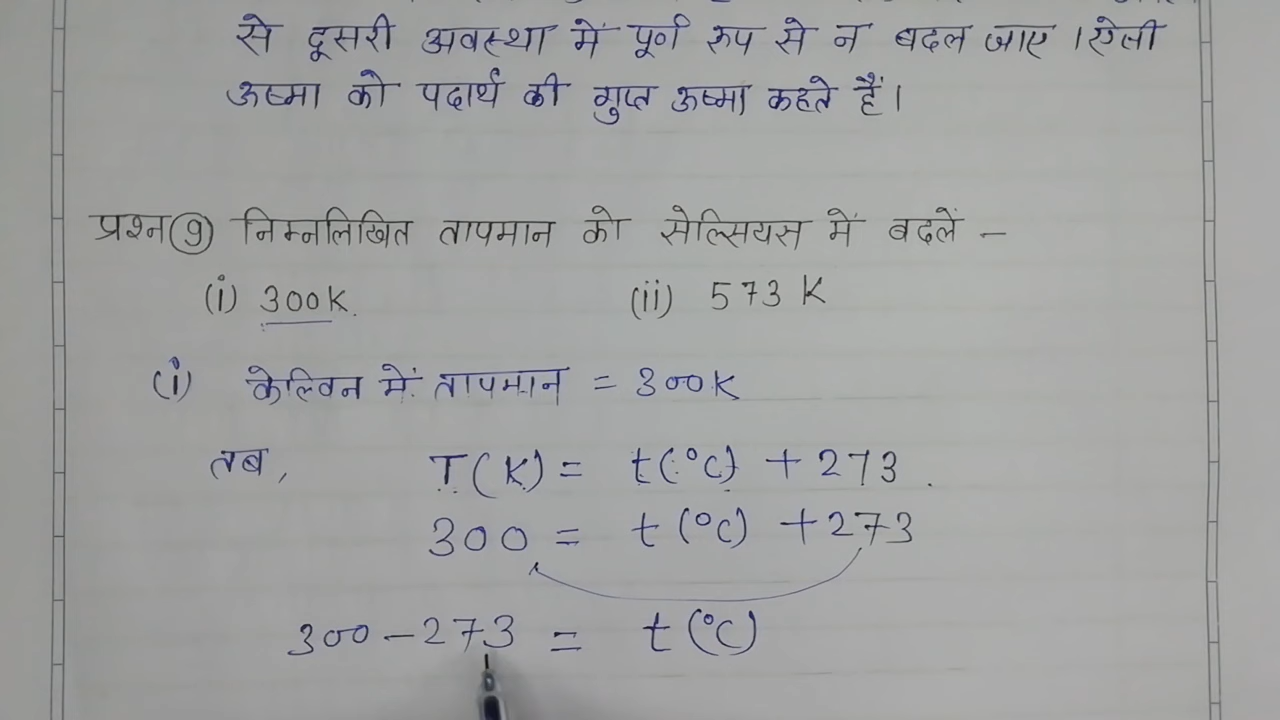 से दूसरी अवस्था में पूर्ण रूप से न बदल जाए । ऐसी
ऊष्मा को पदार्थ की गुप्त ऊष्मा कहते हैं।
प्रश्न (9) निम्नलिखित तापमान को सेल्सियस में बदलें –
(i) 300K. (ii) 573 K
(i) केल्विन में तापमान = 300K
तब, T(K) = t(°C) + 273.
300 = t(°C) + 273
300 – 273 = t(°C)